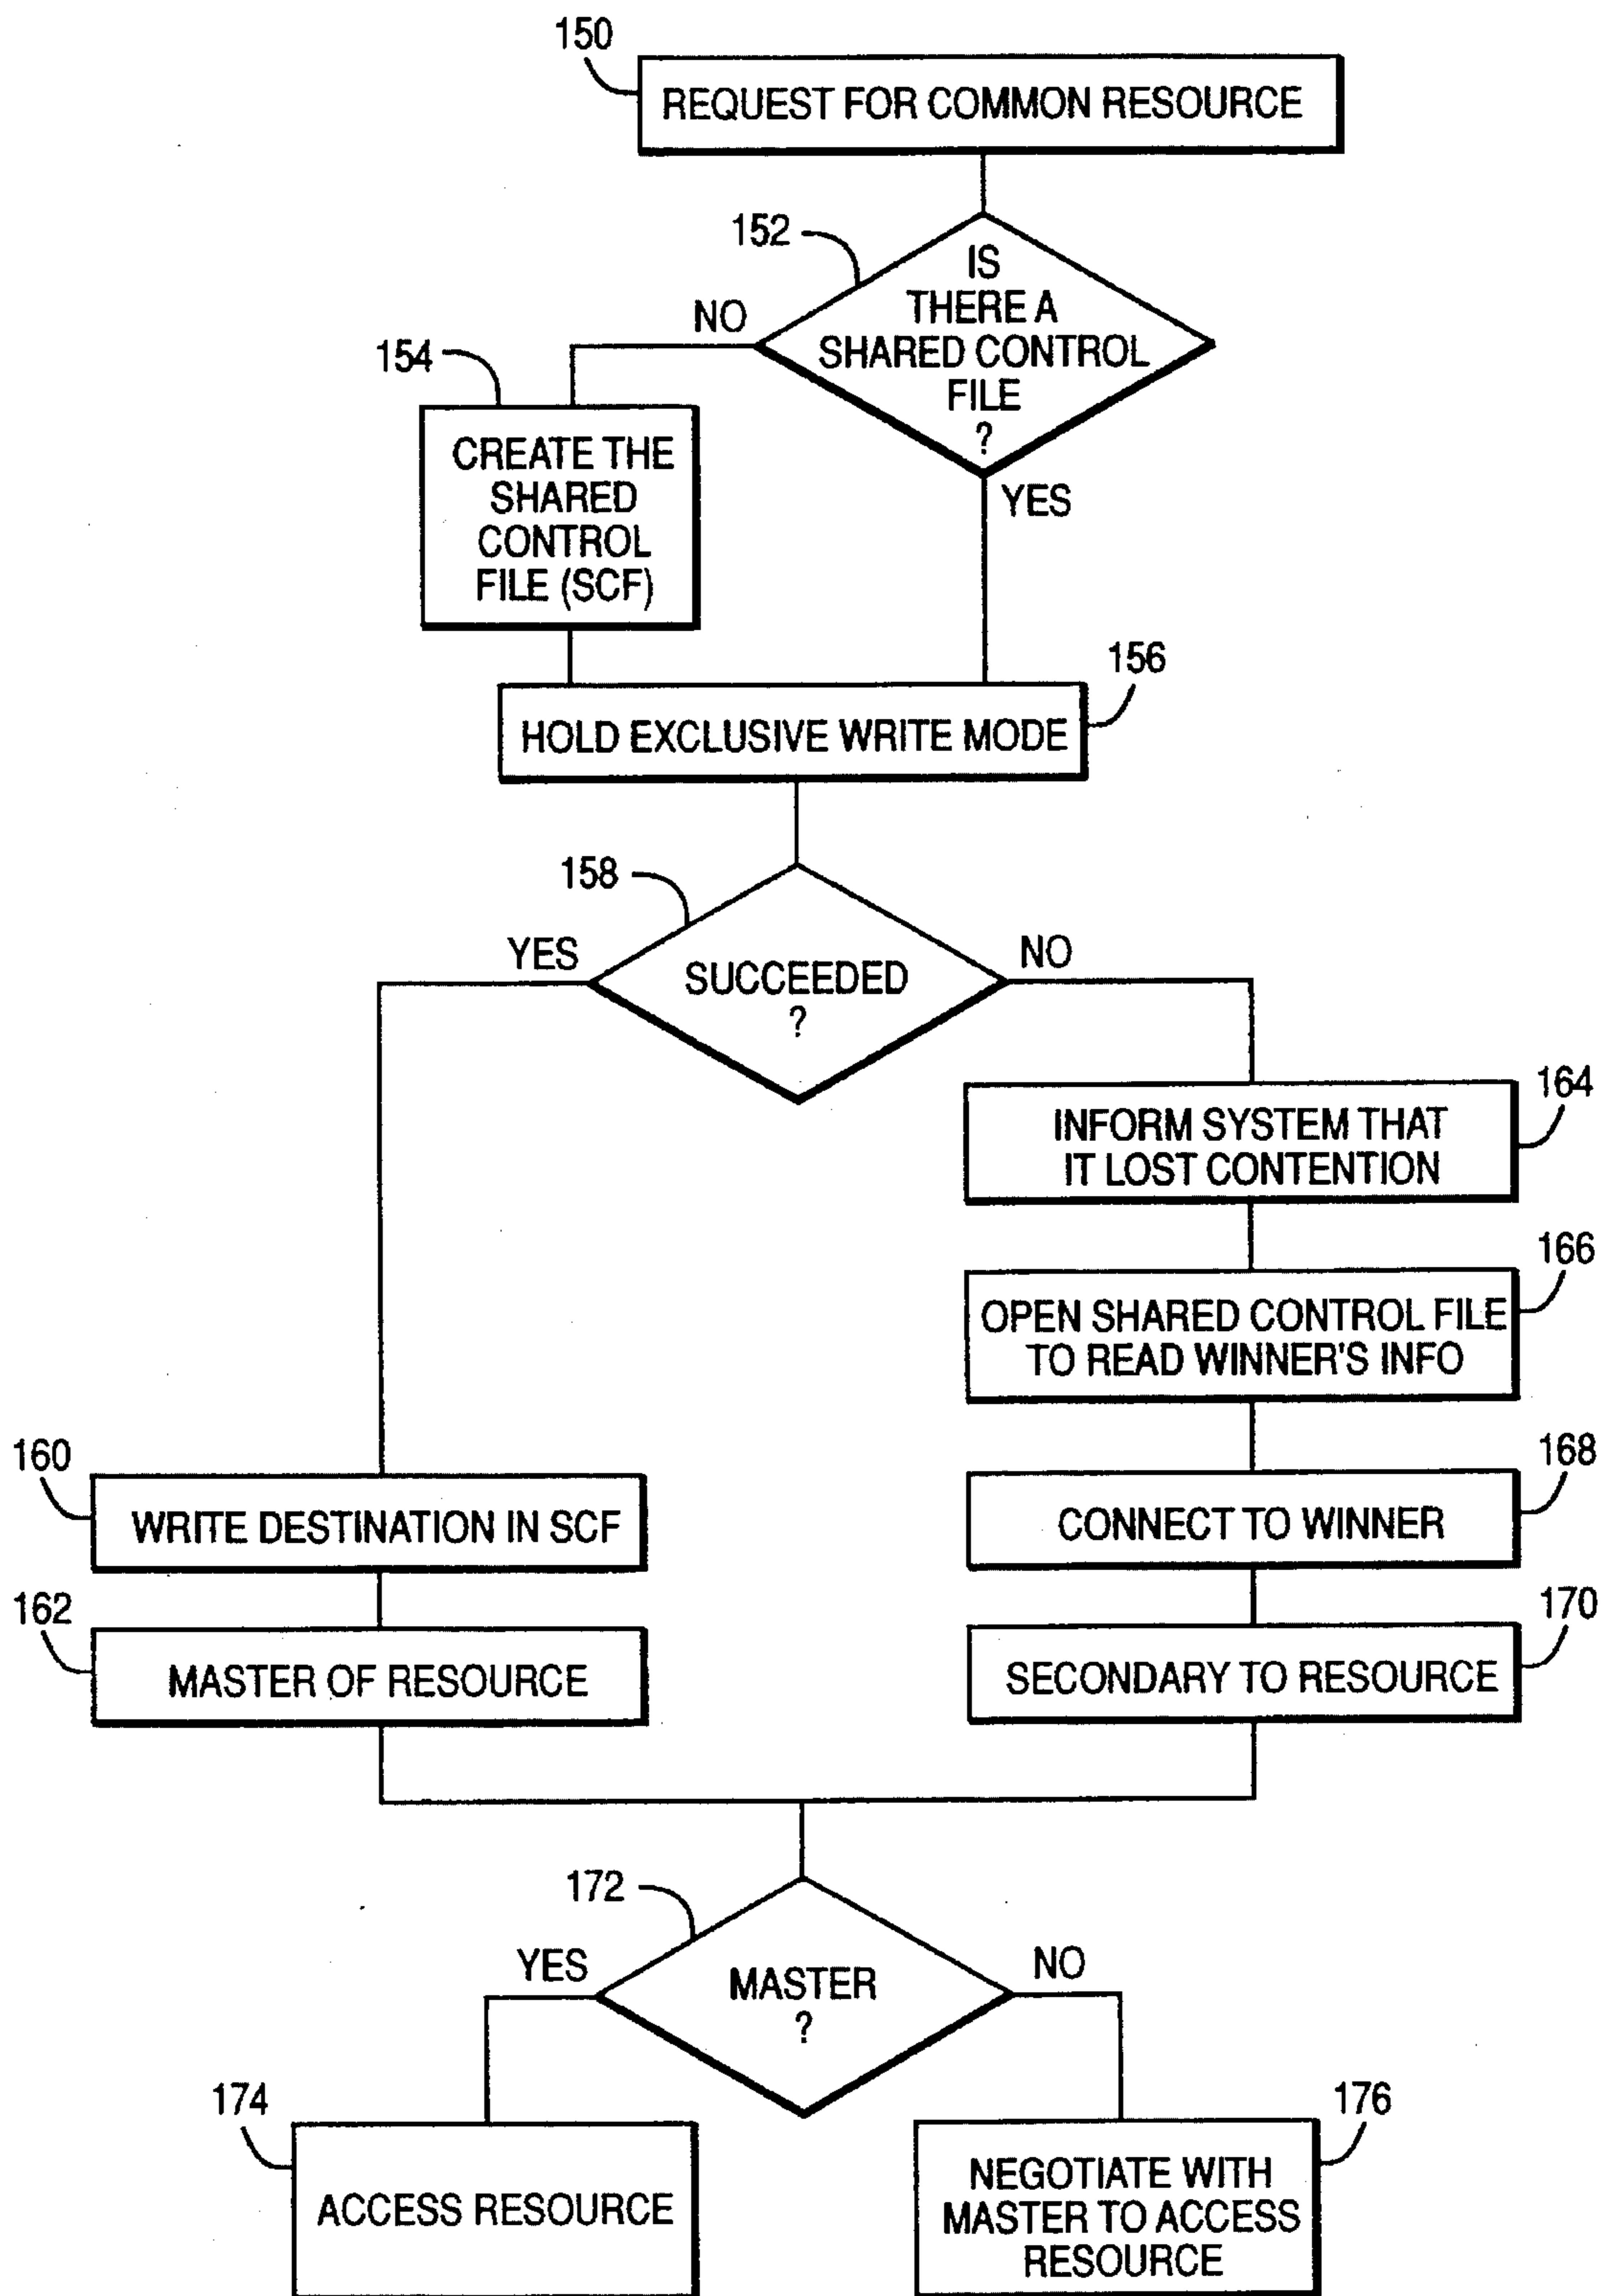 150
REQUEST FOR COMMON RESOURCE
152
IS
THERE A
SHARED CONTROL
FILE
?
NO
YES
154
CREATE THE
SHARED
CONTROL
FILE (SCF)
156
HOLD EXCLUSIVE WRITE MODE
158
SUCCEEDED
?
YES
NO
164
INFORM SYSTEM THAT
IT LOST CONTENTION
166
OPEN SHARED CONTROL FILE
TO READ WINNER'S INFO
160
WRITE DESTINATION IN SCF
168
CONNECT TO WINNER
162
MASTER OF RESOURCE
170
SECONDARY TO RESOURCE
172
MASTER
?
YES
NO
174
ACCESS RESOURCE
176
NEGOTIATE WITH
MASTER TO ACCESS
RESOURCE